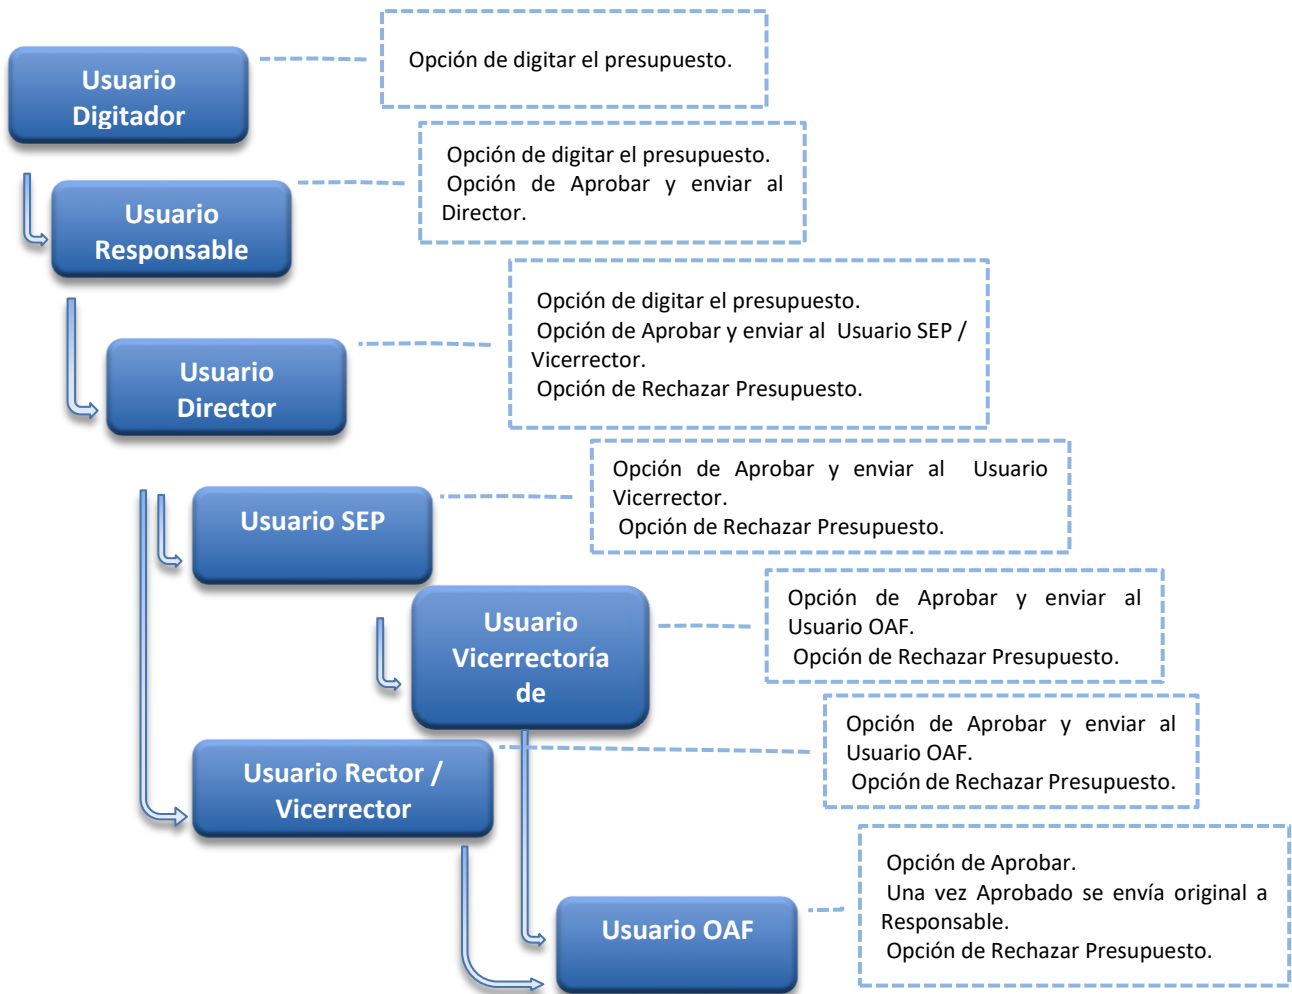 Usuario
Digitador
Opción de digitar el presupuesto.
Usuario
Responsable
Opción de digitar el presupuesto.
Opción de Aprobar y enviar al
Director.
Usuario
Director
Opción de digitar el presupuesto.
Opción de Aprobar y enviar al Usuario SEP /
Vicerrector.
Opción de Rechazar Presupuesto.
Usuario SEP
Opción de Aprobar y enviar al Usuario
Vicerrector.
Opción de Rechazar Presupuesto.
Usuario
Vicerrectoría
de
Opción de Aprobar y enviar al
Usuario OAF.
Opción de Rechazar Presupuesto.
Usuario Rector /
Vicerrector
Opción de Aprobar y enviar al
Usuario OAF.
Opción de Rechazar Presupuesto.
Usuario OAF
Opción de Aprobar.
Una vez Aprobado se envía original a
Responsable.
Opción de Rechazar Presupuesto.